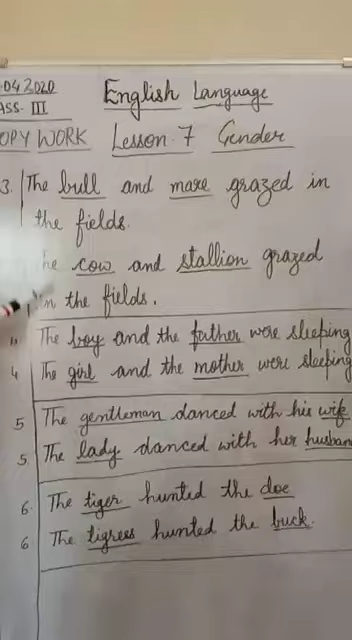 .04.2020 English Language
ASS. III
OPY WORK Lesson-7 Gender
3. The bull and mare grazed in
the fields.
he cow and stallion grazed
in the fields.
The boy and the father were sleeping
4 The girl and the mother were sleeping
5 The gentleman danced with his wife
5. The lady danced with her husban
6. The tiger hunted the doe
6 The tigress hunted the buck.